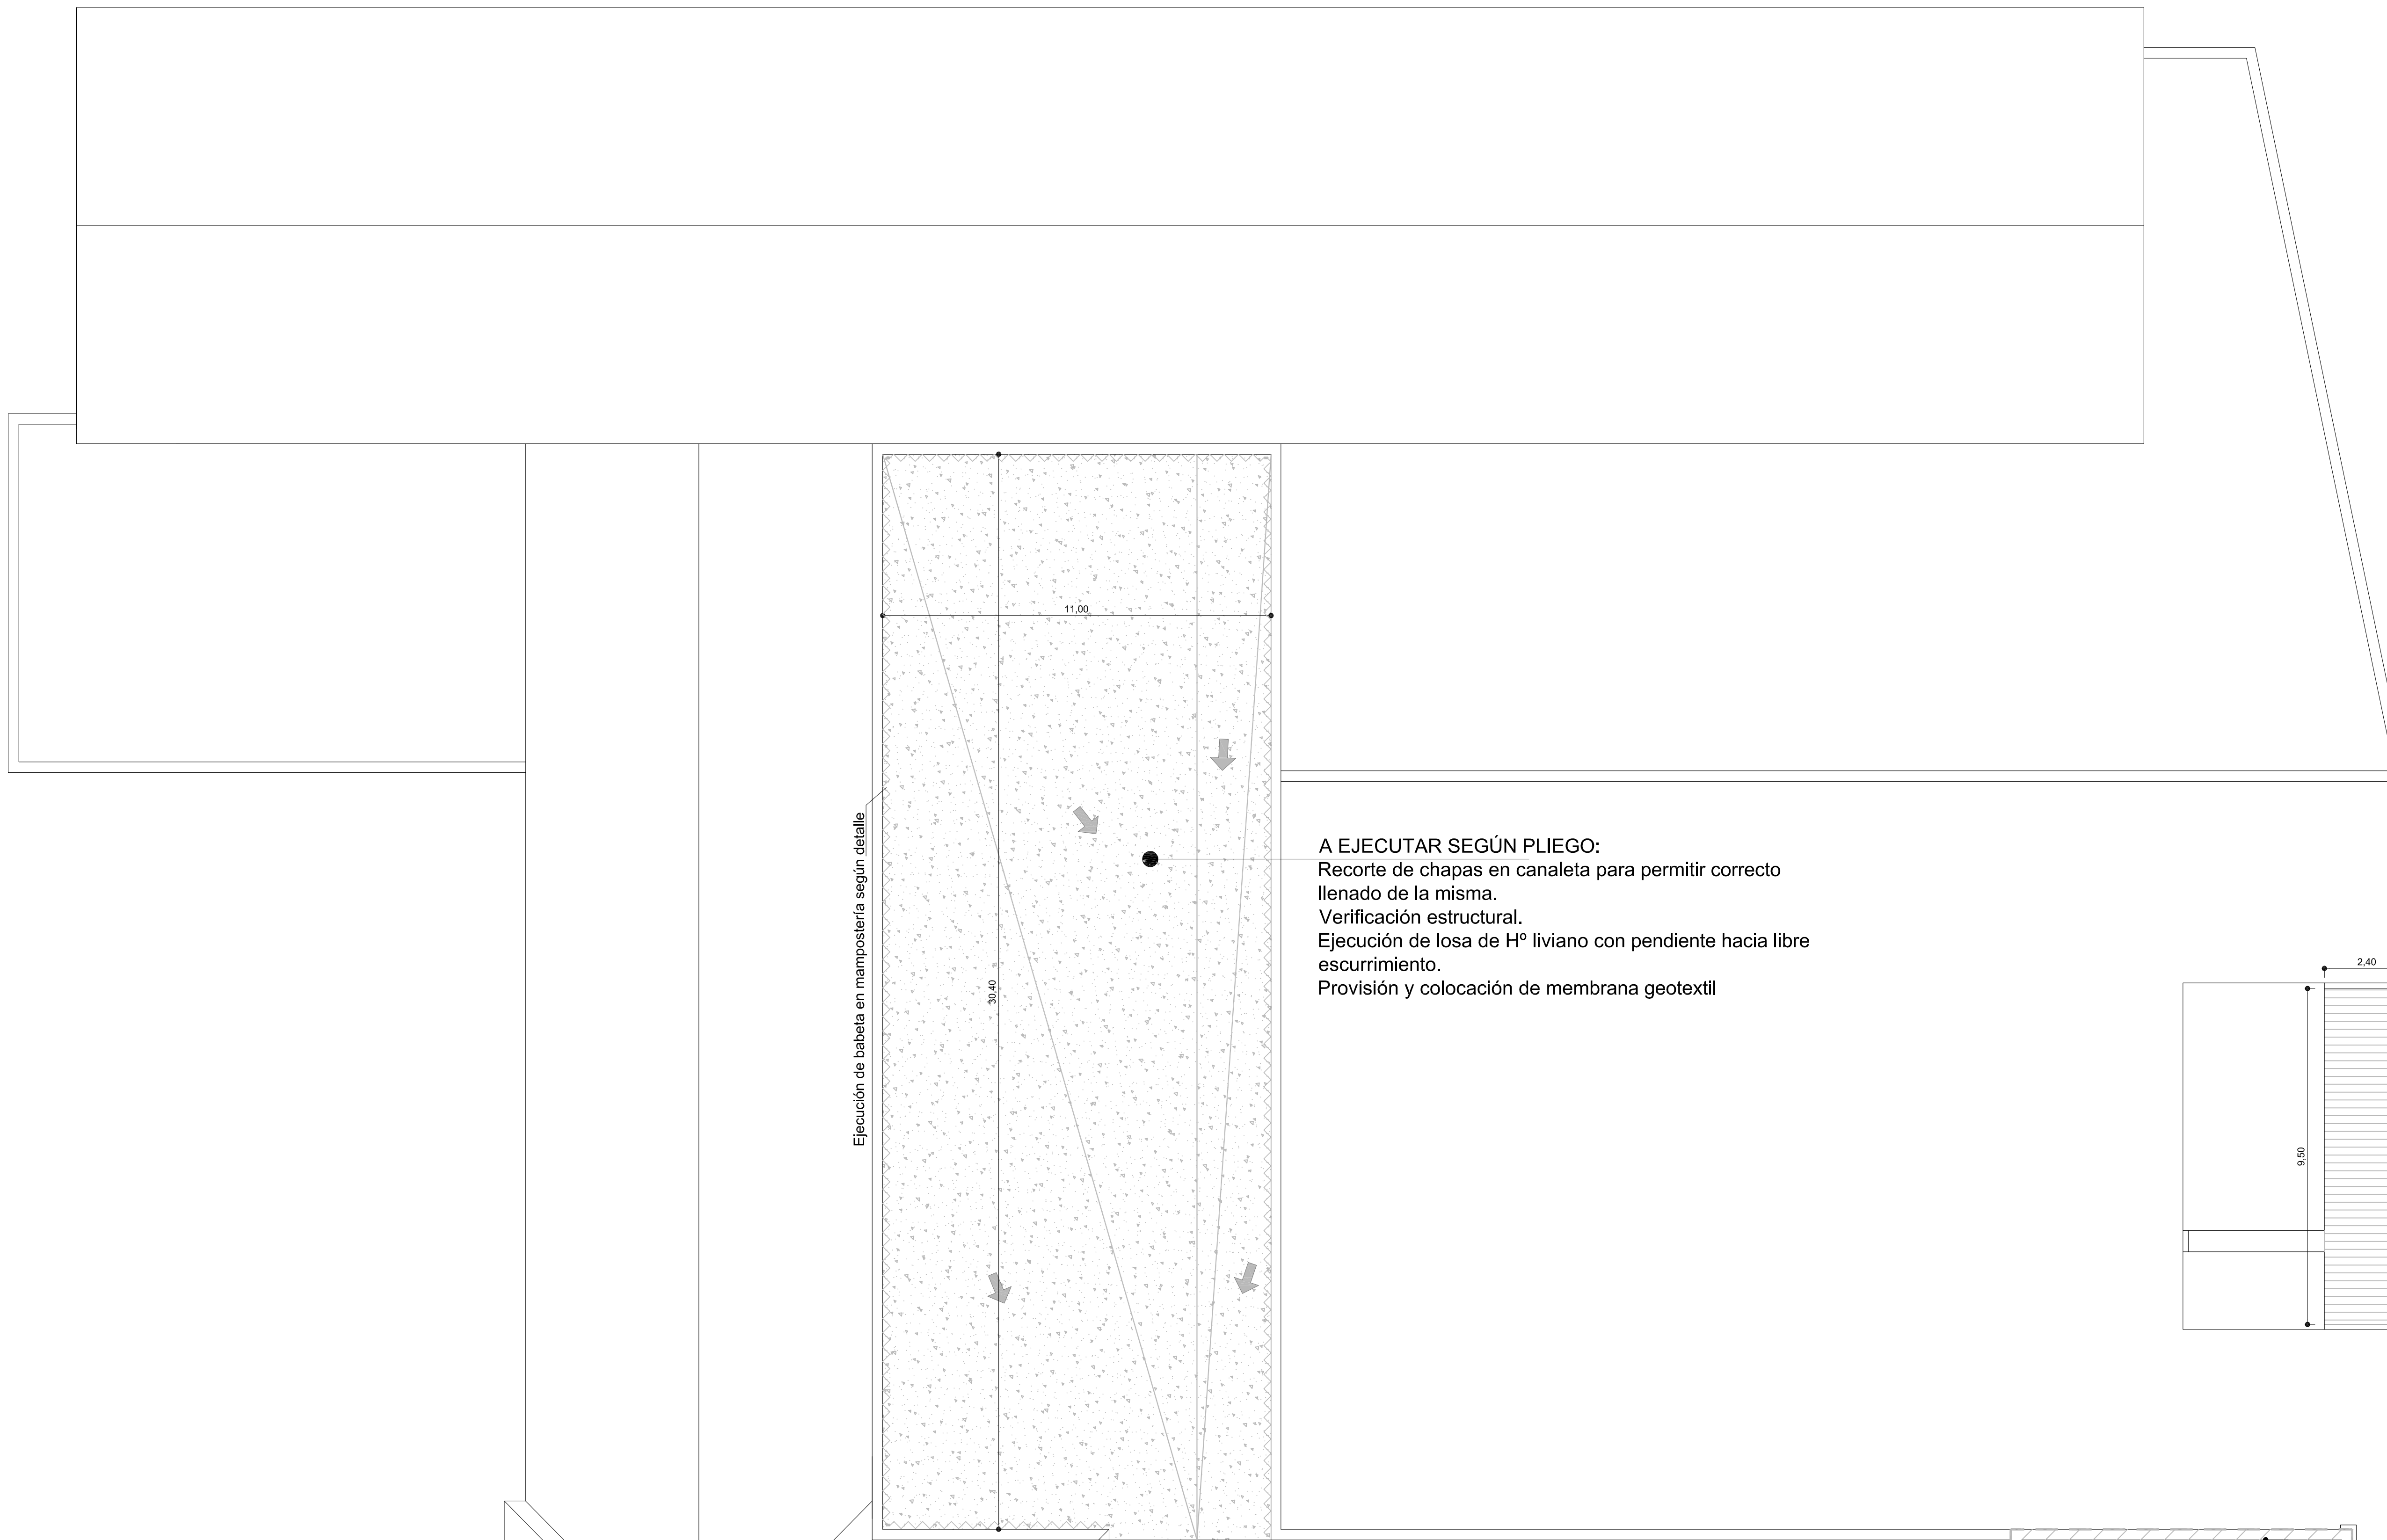 11,00
Ejecución de babeta en mampostería según detalle
30,40
A EJECUTAR SEGÚN PLIEGO:
Recorte de chapas en canaleta para permitir correcto
llenado de la misma.
Verificación estructural.
Ejecución de losa de Hº liviano con pendiente hacia libre
escurrimiento.
Provisión y colocación de membrana geotextil
2,40
9,50